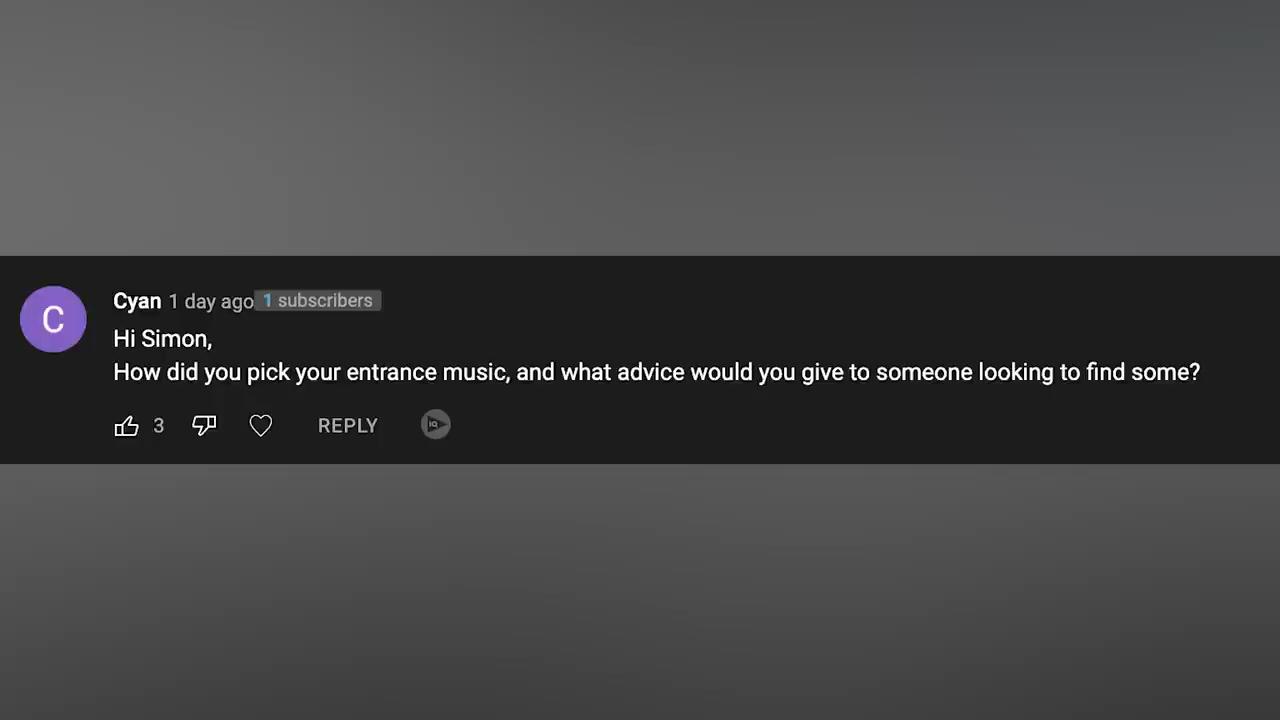 C
Cyan 1 day ago 1 subscribers
Hi Simon,
How did you pick your entrance music, and what advice would you give to someone looking to find some?
3 REPLY IQ